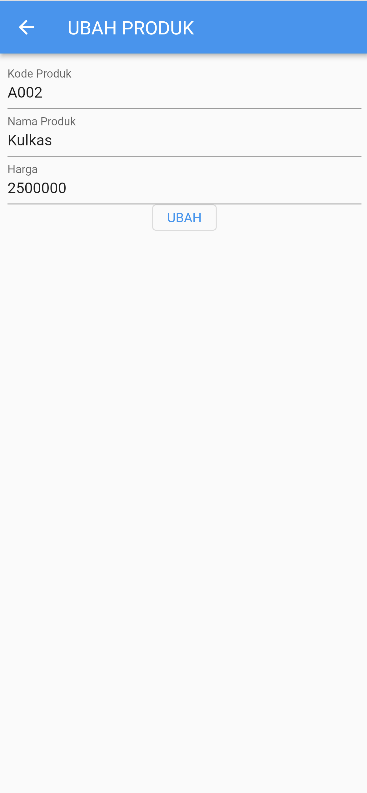 UBAH PRODUK
Kode Produk
A002
Nama Produk
Kulkas
Harga
2500000
UBAH